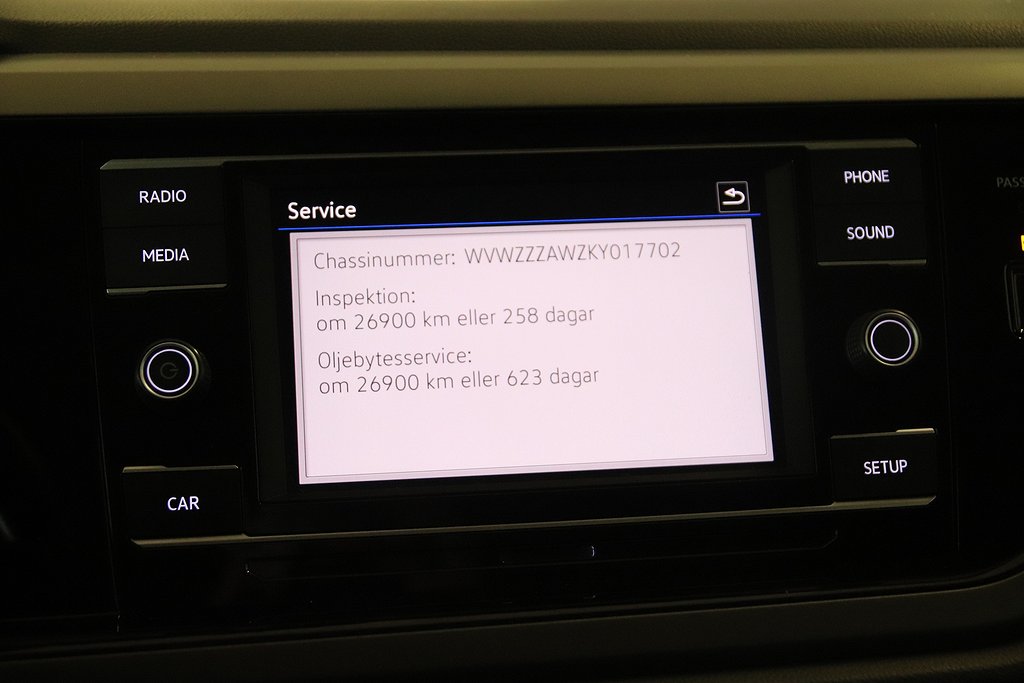 RADIO
MEDIA
CAR
Service
Chassinummer: WVWZZZAWZKY017702
Inspektion:
om 26900 km eller 258 dagar
Oljebytesservice:
om 26900 km eller 623 dagar
PHONE
SOUND
SETUP